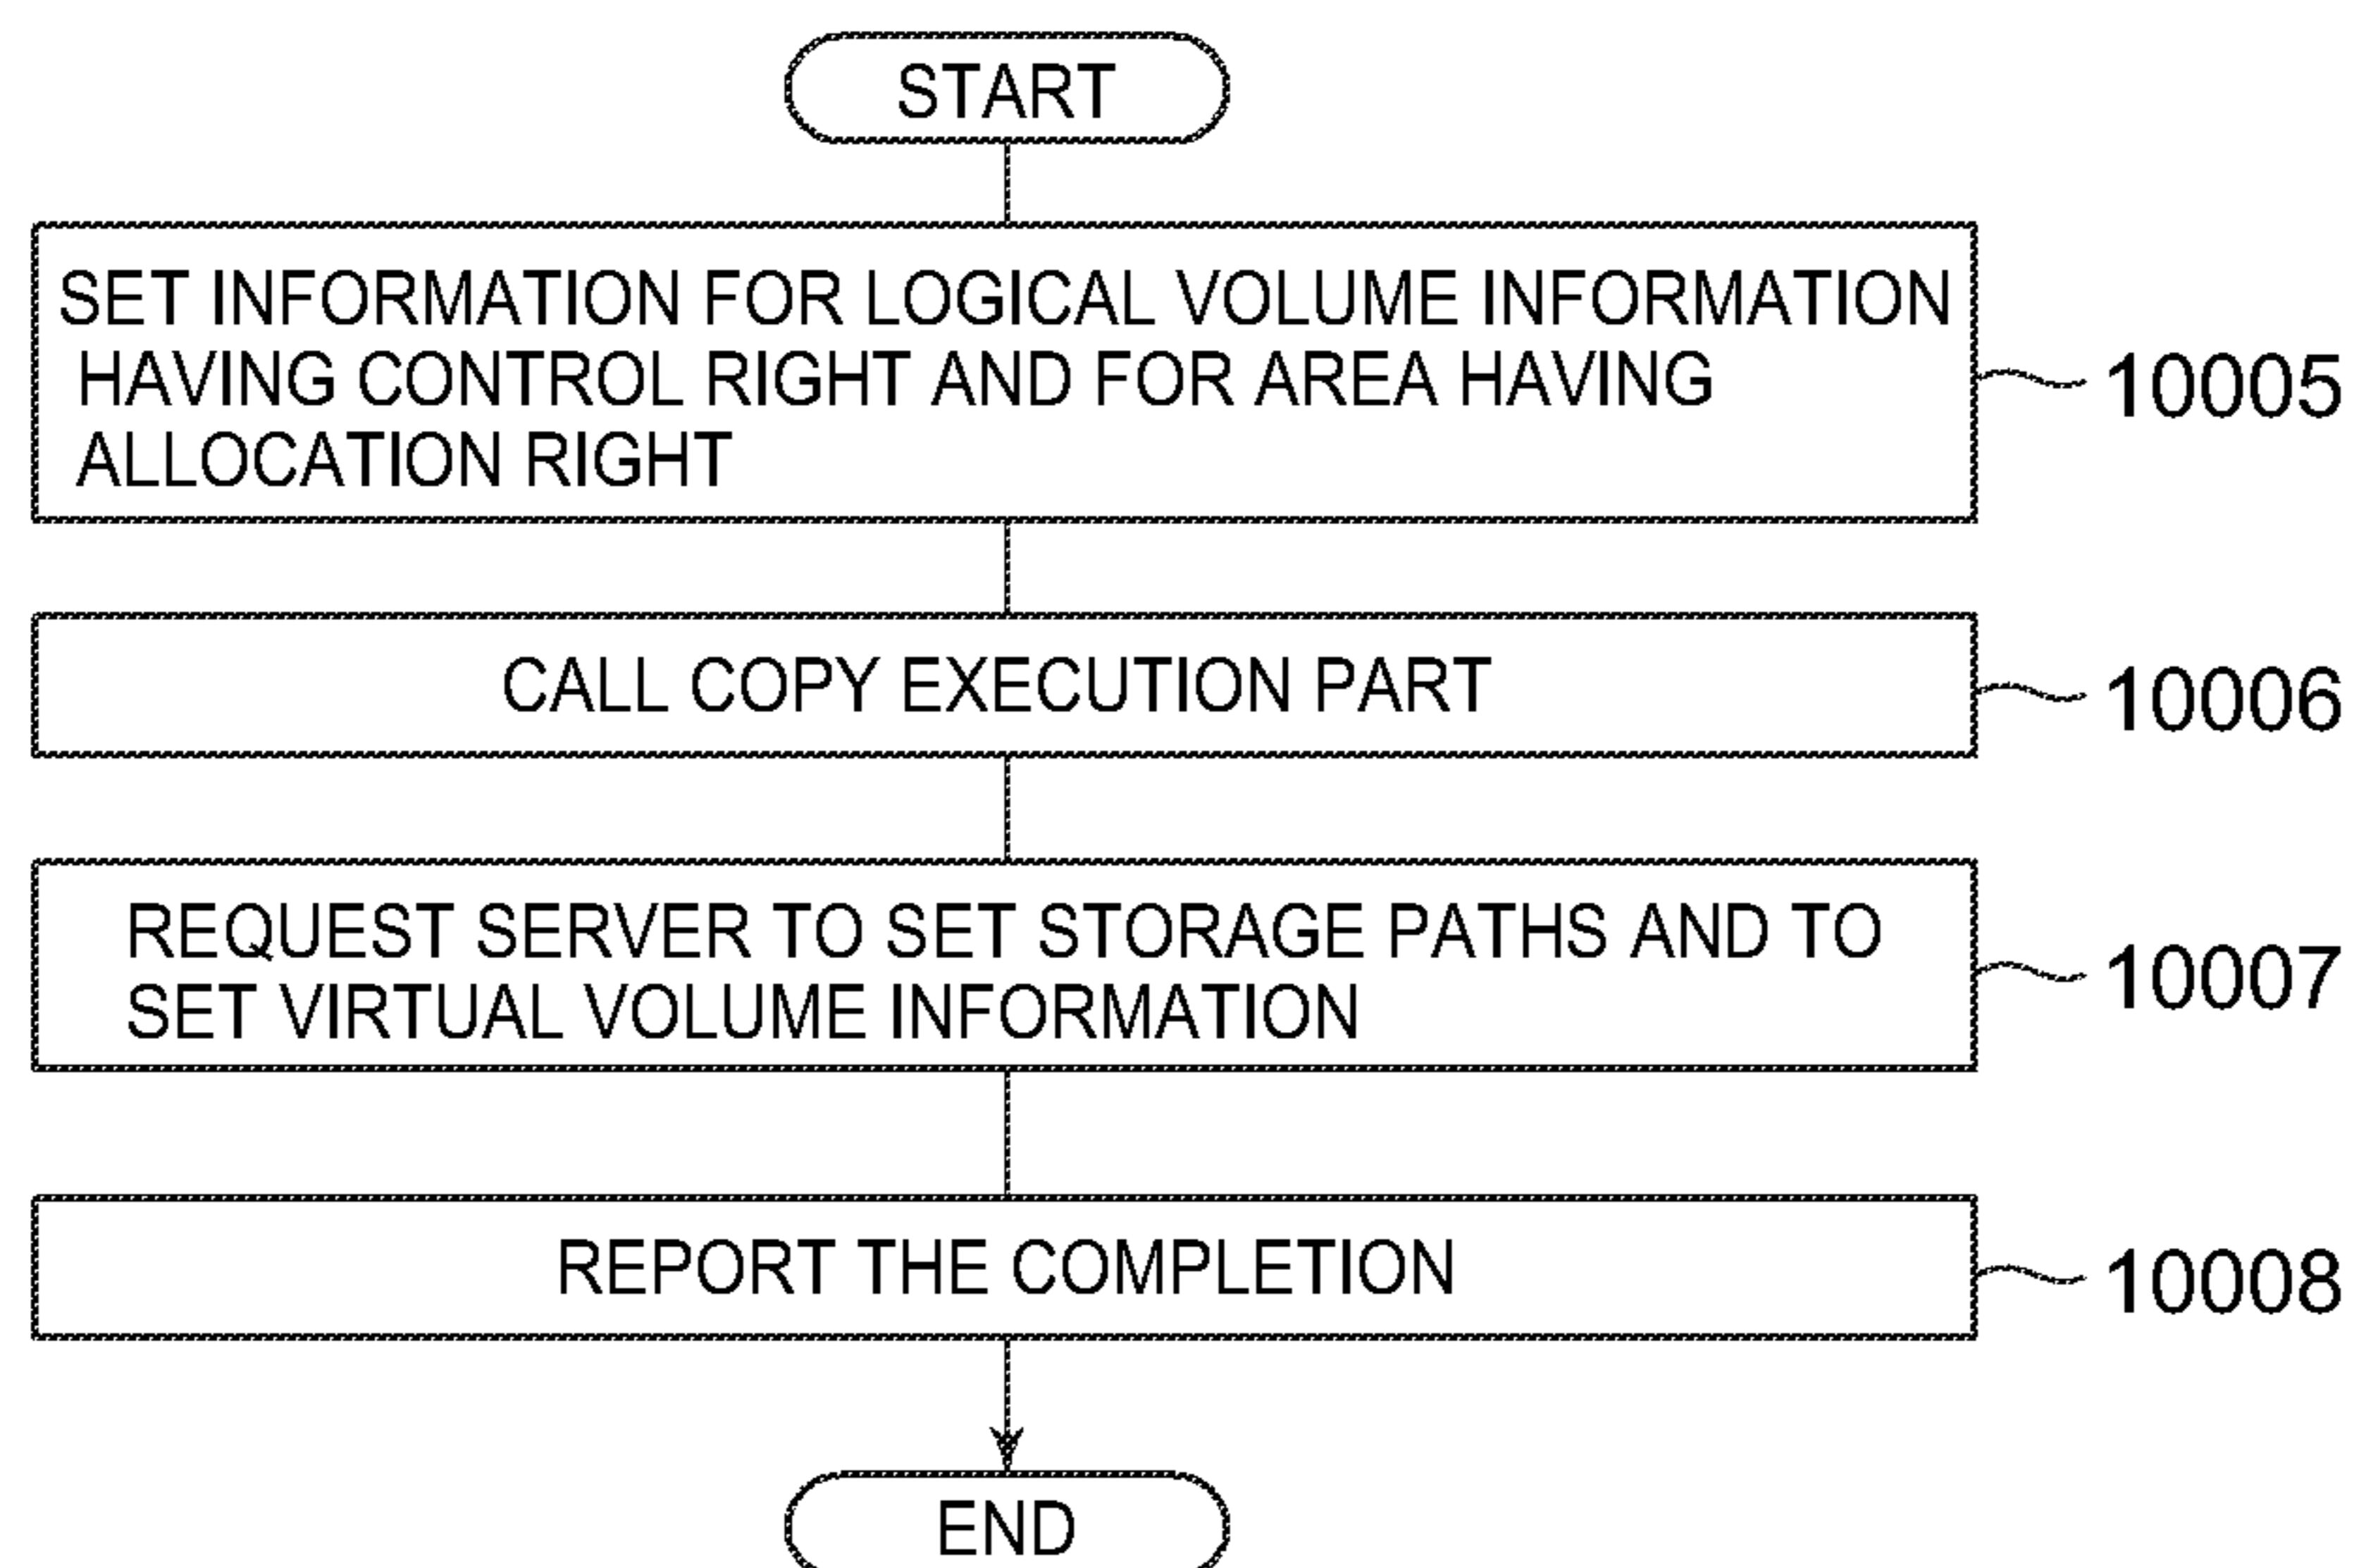 START
SET INFORMATION FOR LOGICAL VOLUME INFORMATION
HAVING CONTROL RIGHT AND FOR AREA HAVING
ALLOCATION RIGHT
10005
CALL COPY EXECUTION PART
10006
REQUEST SERVER TO SET STORAGE PATHS AND TO
SET VIRTUAL VOLUME INFORMATION
10007
REPORT THE COMPLETION
10008
END